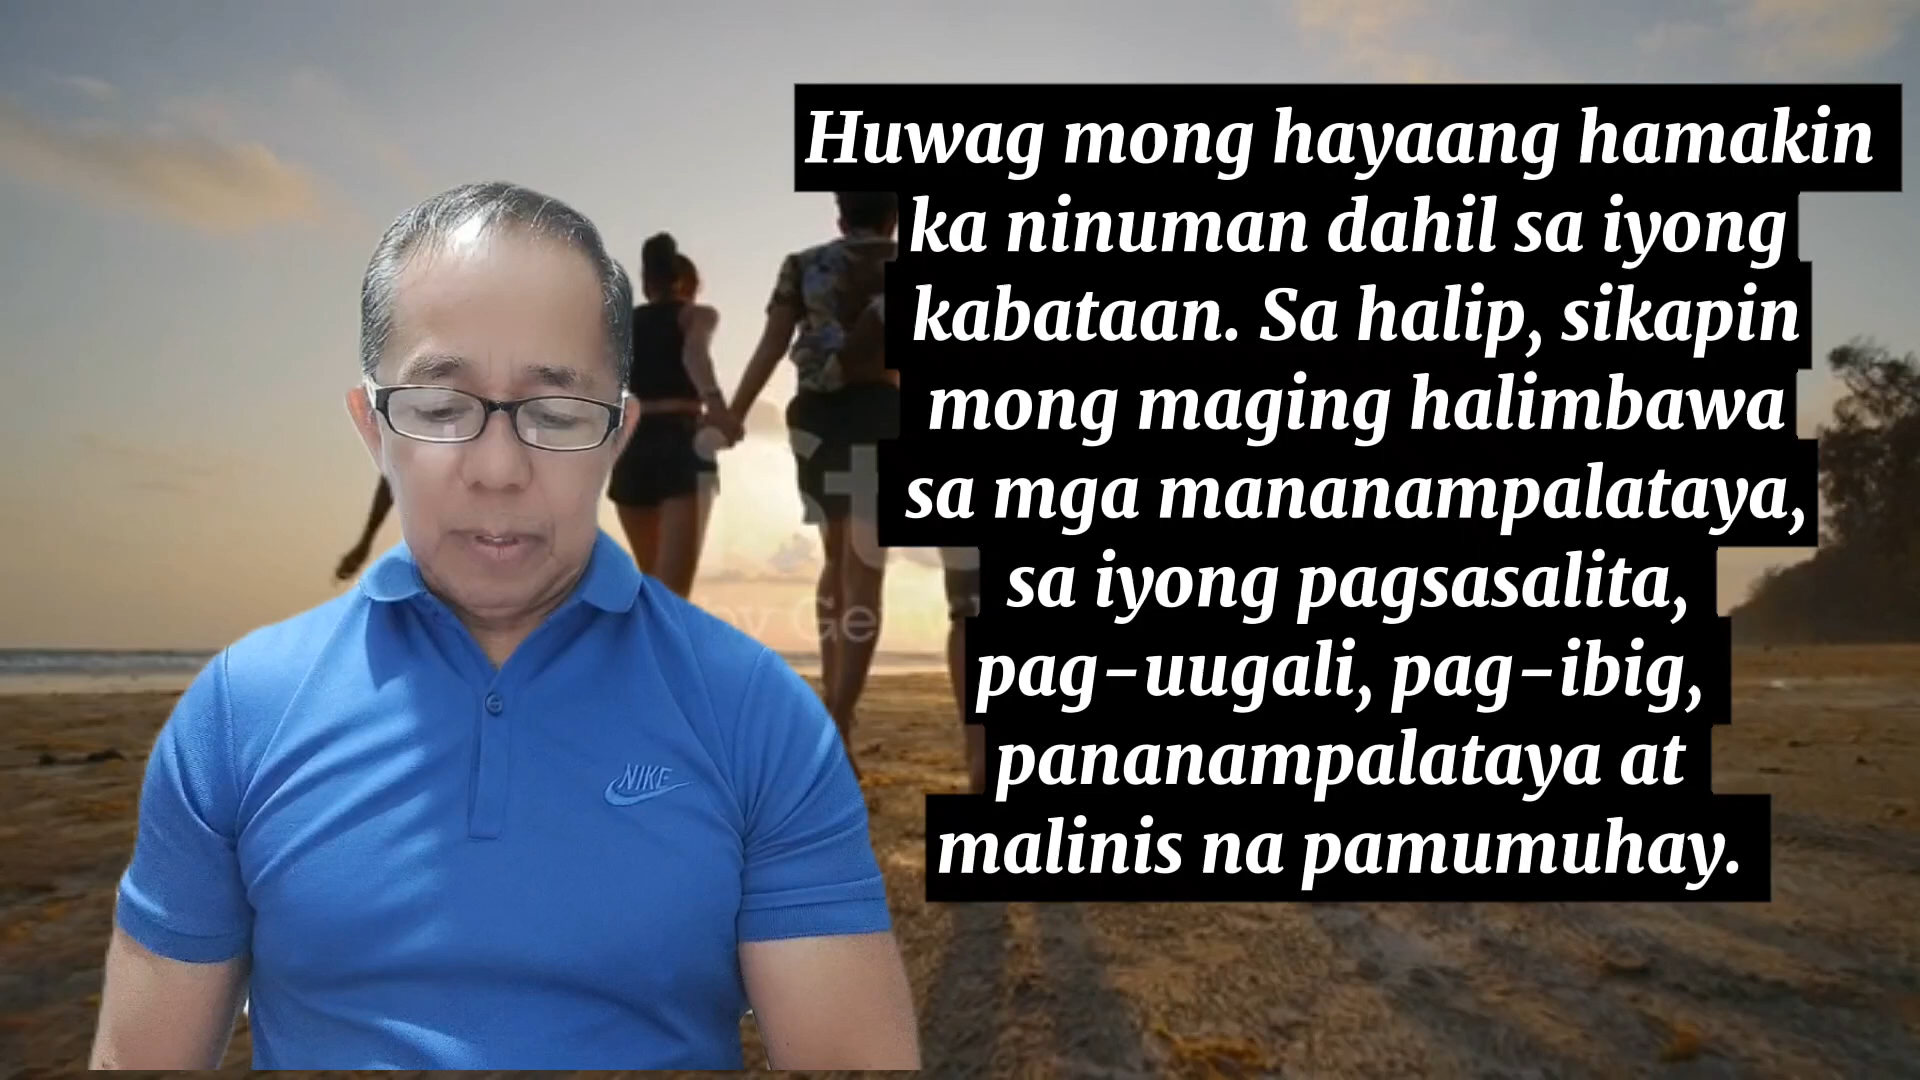 Huwag mong hayaang hamakin
ka ninuman dahil sa iyong
kabataan. Sa halip, sikapin
mong maging halimbawa
sa mga mananampalataya,
sa iyong pagsasalita,
pag-uugali, pag-ibig,
pananampalataya at
malinis na pamumuhay.
NIKE